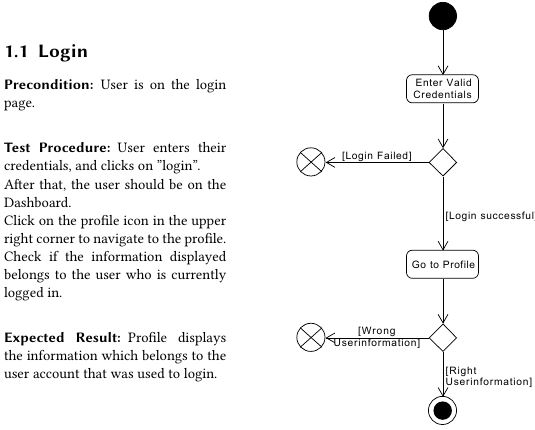 1.1 Login
Precondition: User is on the login
page.
Test Procedure: User enters their
credentials, and clicks on ”login”.
After that, the user should be on the
Dashboard.
Click on the profile icon in the upper
right corner to navigate to the profile.
Check if the information displayed
belongs to the user who is currently
logged in.
Expected Result: Profile displays
the information which belongs to the
user account that was used to login.
Enter Valid
Credentials
[Login Failed]
[Login successful
Go to Profile
[Wrong
Userinformation]
[Right
Userinformation]